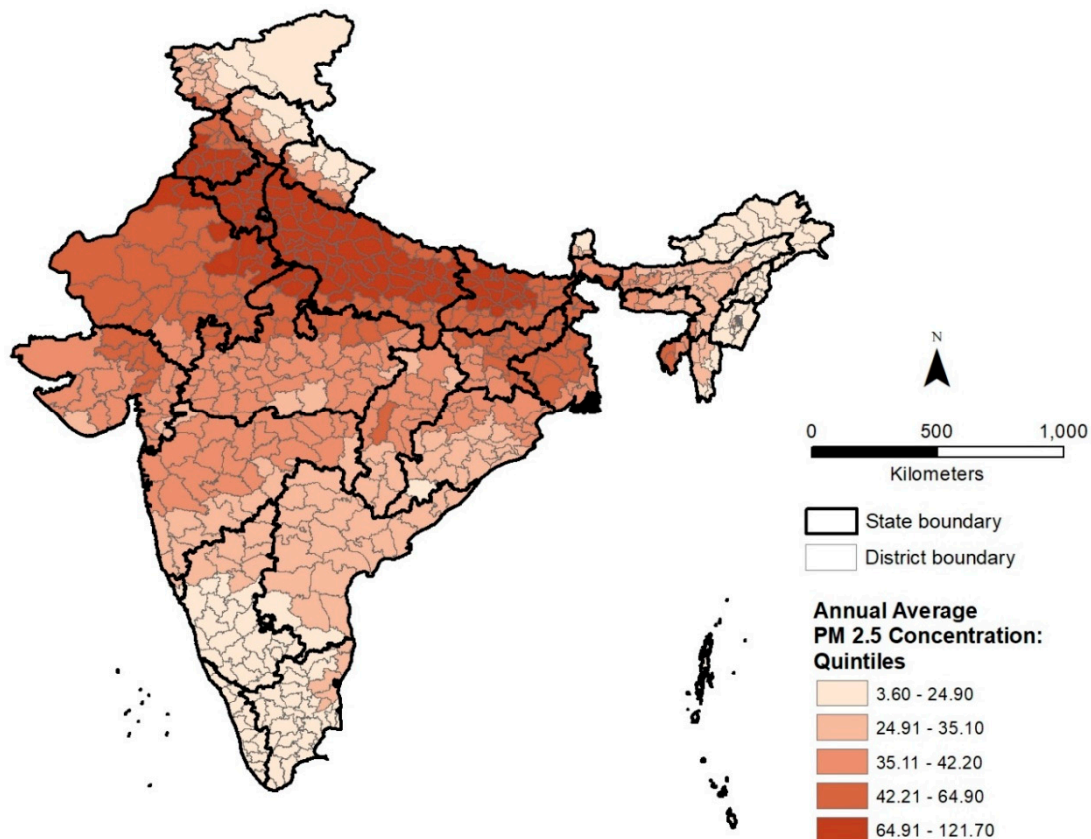 N
0 500 1,000
Kilometers
State boundary
District boundary
Annual Average
PM 2.5 Concentration:
Quintiles
3.60 - 24.90
24.91 - 35.10
35.11 - 42.20
42.21 - 64.90
64.91 - 121.70